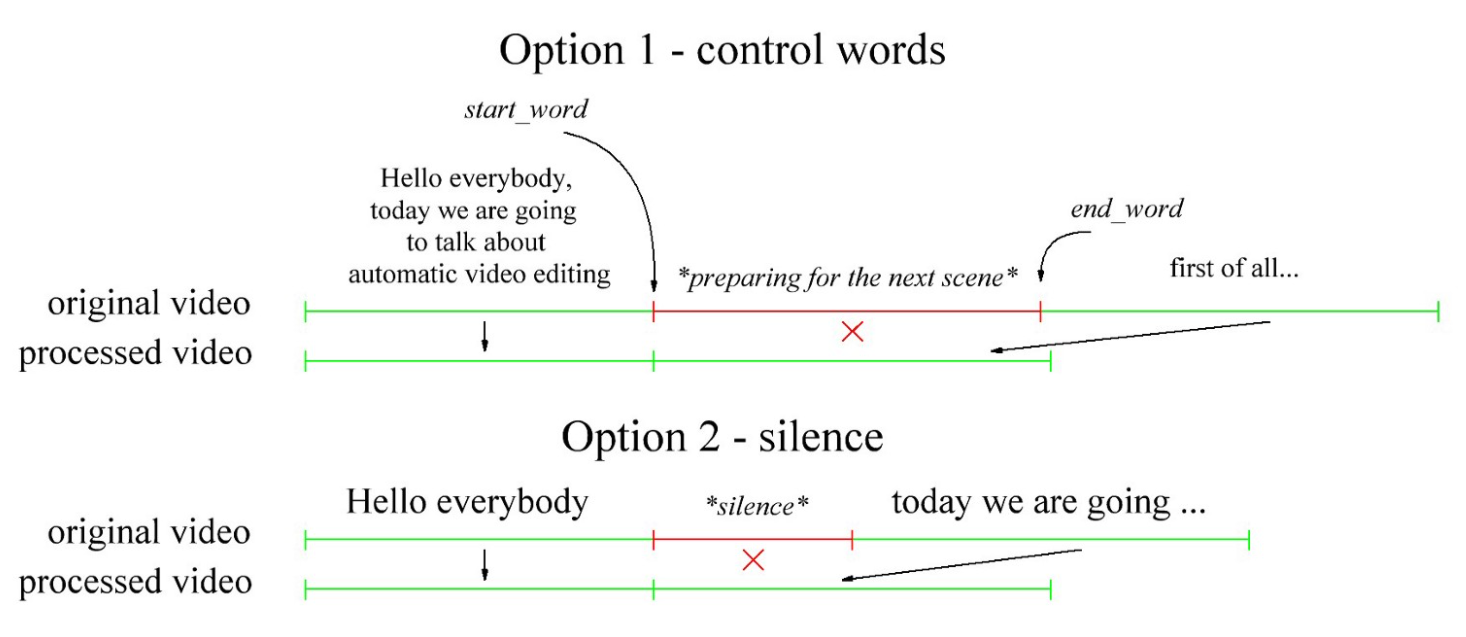 Option 1 - control words
start_word
Hello everybody,
today we are going
to talk about
automatic video editing
end_word
*preparing for the next scene*
first of all...
original video
processed video
Option 2 - silence
Hello everybody
*silence*
today we are going ...
original video
processed video